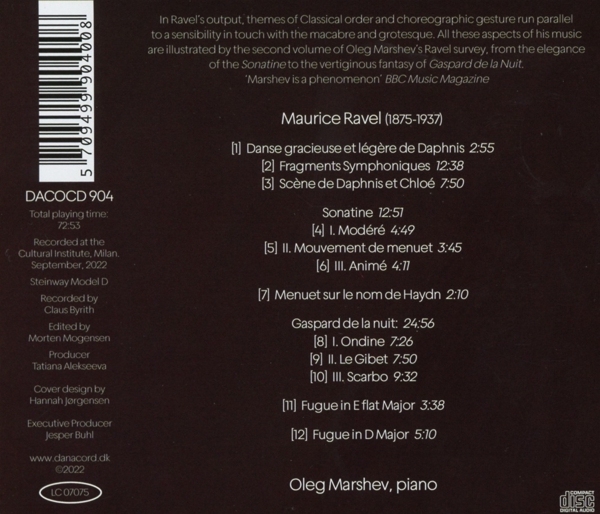 In Ravel's output, themes of Classical order and choreographic gesture run parallel
to a sensibility in touch with the macabre and grotesque. All these aspects of his music
are illustrated by the second volume of Oleg Marshev's Ravel survey, from the elegance
of the Sonatine to the vertiginous fantasy of Gaspard de la Nuit.
'Marshev is a phenomenon' BBC Music Magazine
5 709499 904008
DACOCD 904
Total playing time:
72:53
Recorded at the
Cultural Institute, Milan.
September, 2022
Steinway Model D
Recorded by
Claus Byrith
Edited by
Morten Mogensen
Producer
Tatiana Alekseeva
Cover design by
Hannah Jørgensen
Executive Producer
Jesper Buhl
www.danacord.dk
©2022
LC 07075
Maurice Ravel (1875-1937)
[1] Danse gracieuse et légère de Daphnis 2:55
[2] Fragments Symphoniques 12:38
[3] Scène de Daphnis et Chloé 7:50
Sonatine 12:51
[4] I. Modéré 4:49
[5] II. Mouvement de menuet 3:45
[6] III. Animé 4:11
[7] Menuet sur le nom de Haydn 2:10
Gaspard de la nuit: 24:56
[8] I. Ondine 7:26
[9] II. Le Gibet 7:50
[10] III. Scarbo 9:32
[11] Fugue in E flat Major 3:38
[12] Fugue in D Major 5:10
Oleg Marshev, piano
COMPACT
disc
DIGITAL AUDIO